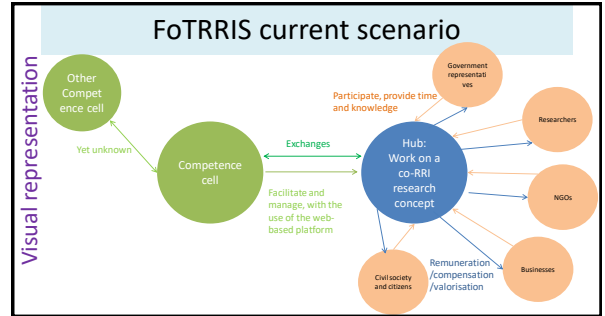 FoTRRIS current scenario
Visual representation
Other
Compet
ence cell
Yet unknown
Competence
cell
Exchanges
Facilitate and
manage, with the
use of the web-
based platform
Participate, provide time
and knowledge
Hub:
Work on a
co-RRI
research
concept
Government
representati
ves
Researchers
NGOs
Businesses
Remuneration
/compensation
/valorisation
Civil society
and citizens